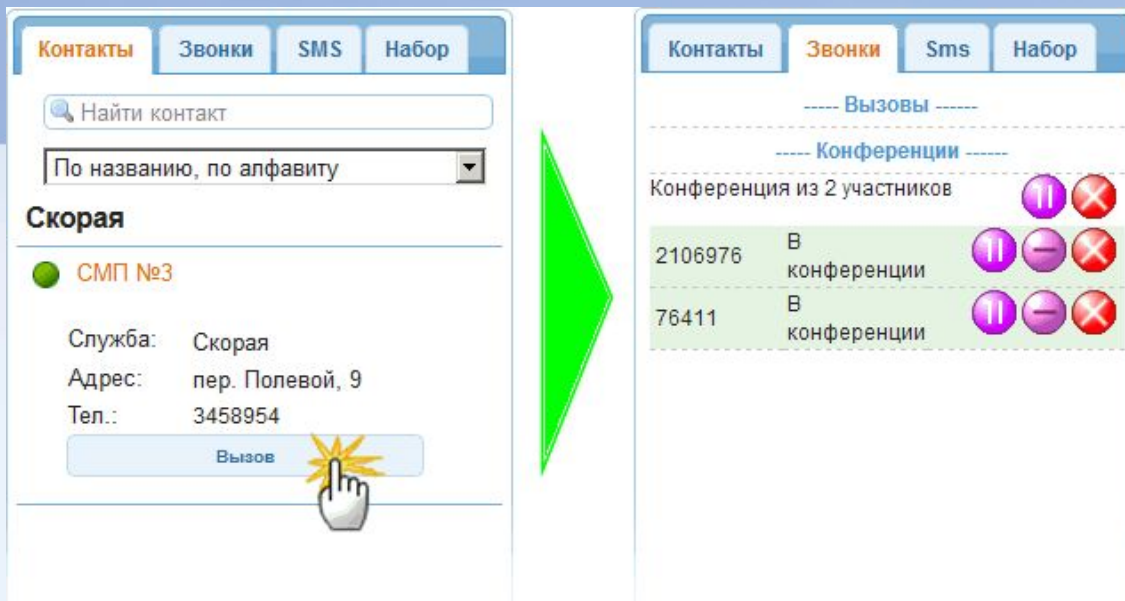 Контакты Звонки SMS Набор
Найти контакт
По названию, по алфавиту
Скорая
СМП №3
Служба: Скорая
Адрес: пер. Полевой, 9
Тел.: 3458954
Вызов
Контакты Звонки Sms Набор
----- Вызовы ------
----- Конференции ------
Конференция из 2 участников
2106976 В
конференции
76411 В
конференции